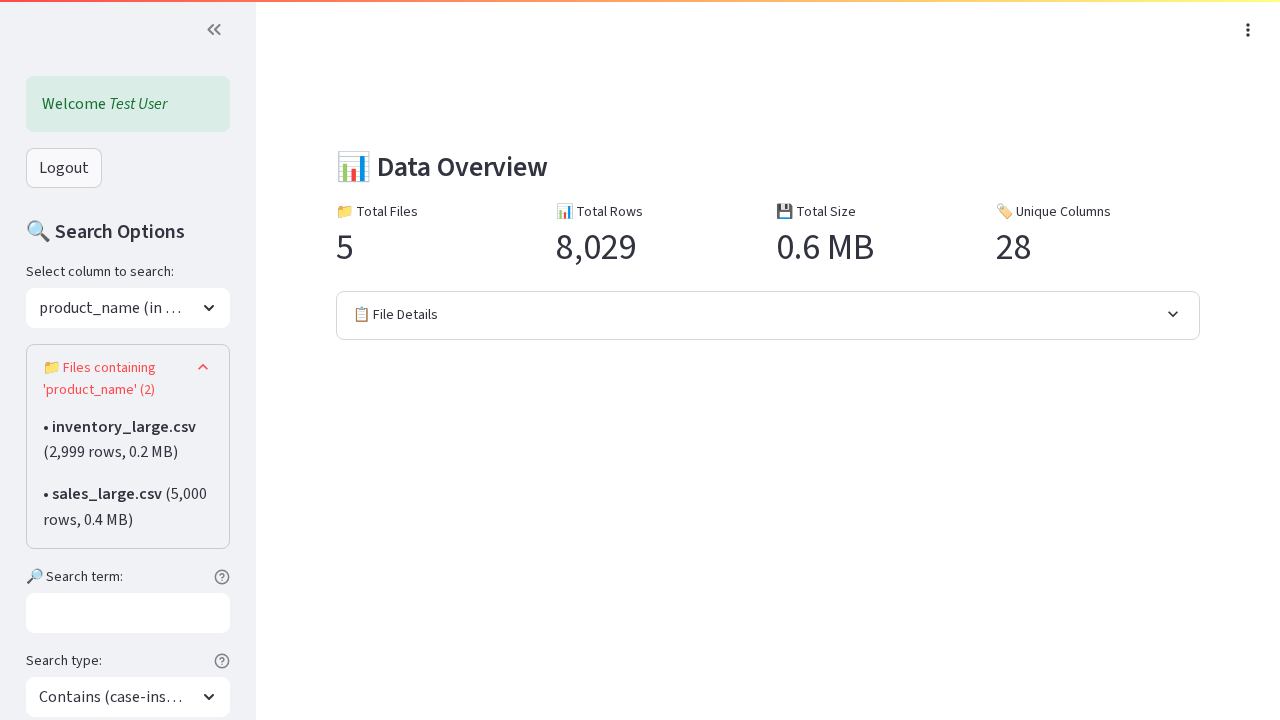 Welcome Test User
Logout
🔍 Search Options
Select column to search:
product_name (in …
📁 Files containing
'product_name' (2)
• inventory_large.csv
(2,999 rows, 0.2 MB)
• sales_large.csv (5,000
rows, 0.4 MB)
🔎 Search term:
Search type:
Contains (case-ins…
📊 Data Overview
📁 Total Files
5
📊 Total Rows
8,029
💾 Total Size
0.6 MB
🏷️ Unique Columns
28
📋 File Details